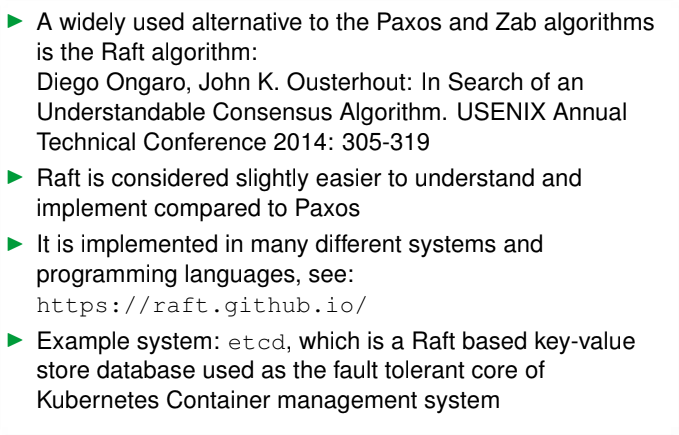 A widely used alternative to the Paxos and Zab algorithms
is the Raft algorithm:
Diego Ongaro, John K. Ousterhout: In Search of an
Understandable Consensus Algorithm. USENIX Annual
Technical Conference 2014: 305-319
Raft is considered slightly easier to understand and
implement compared to Paxos
It is implemented in many different systems and
programming languages, see:
https://raft.github.io/
Example system: etcd, which is a Raft based key-value
store database used as the fault tolerant core of
Kubernetes Container management system